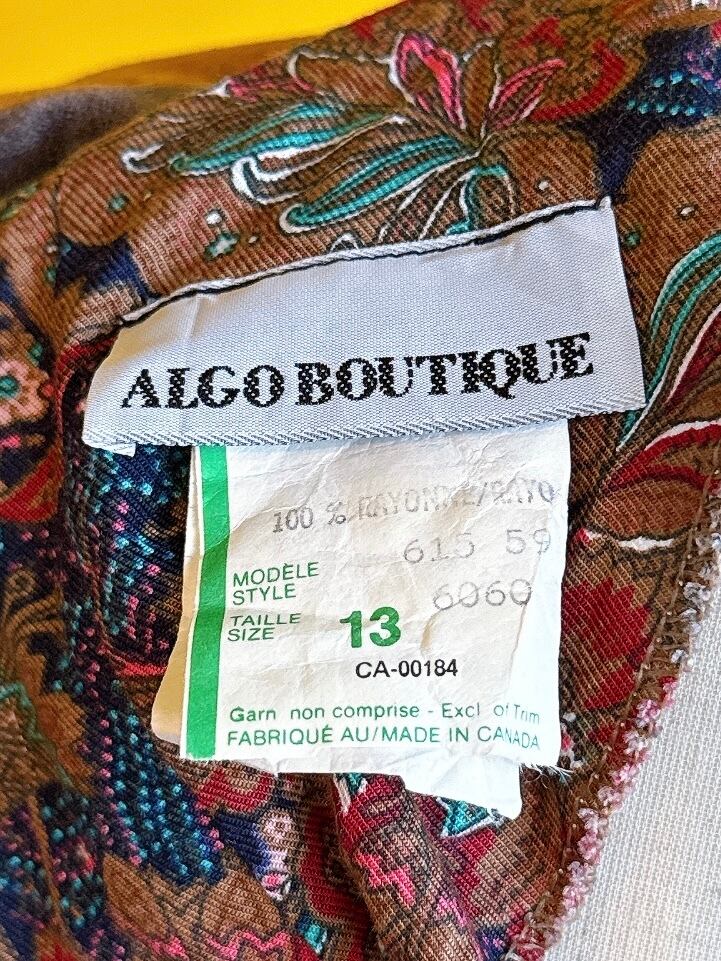 ALGO BOUTIQUE
100 % RAYONNE/RAYO
615 59
MODÈLE
STYLE
6060
TAILLE
SIZE
13
CA-00184
Garn non comprise - Excl of Trim
FABRIQUÉ AU/MADE IN CANADA